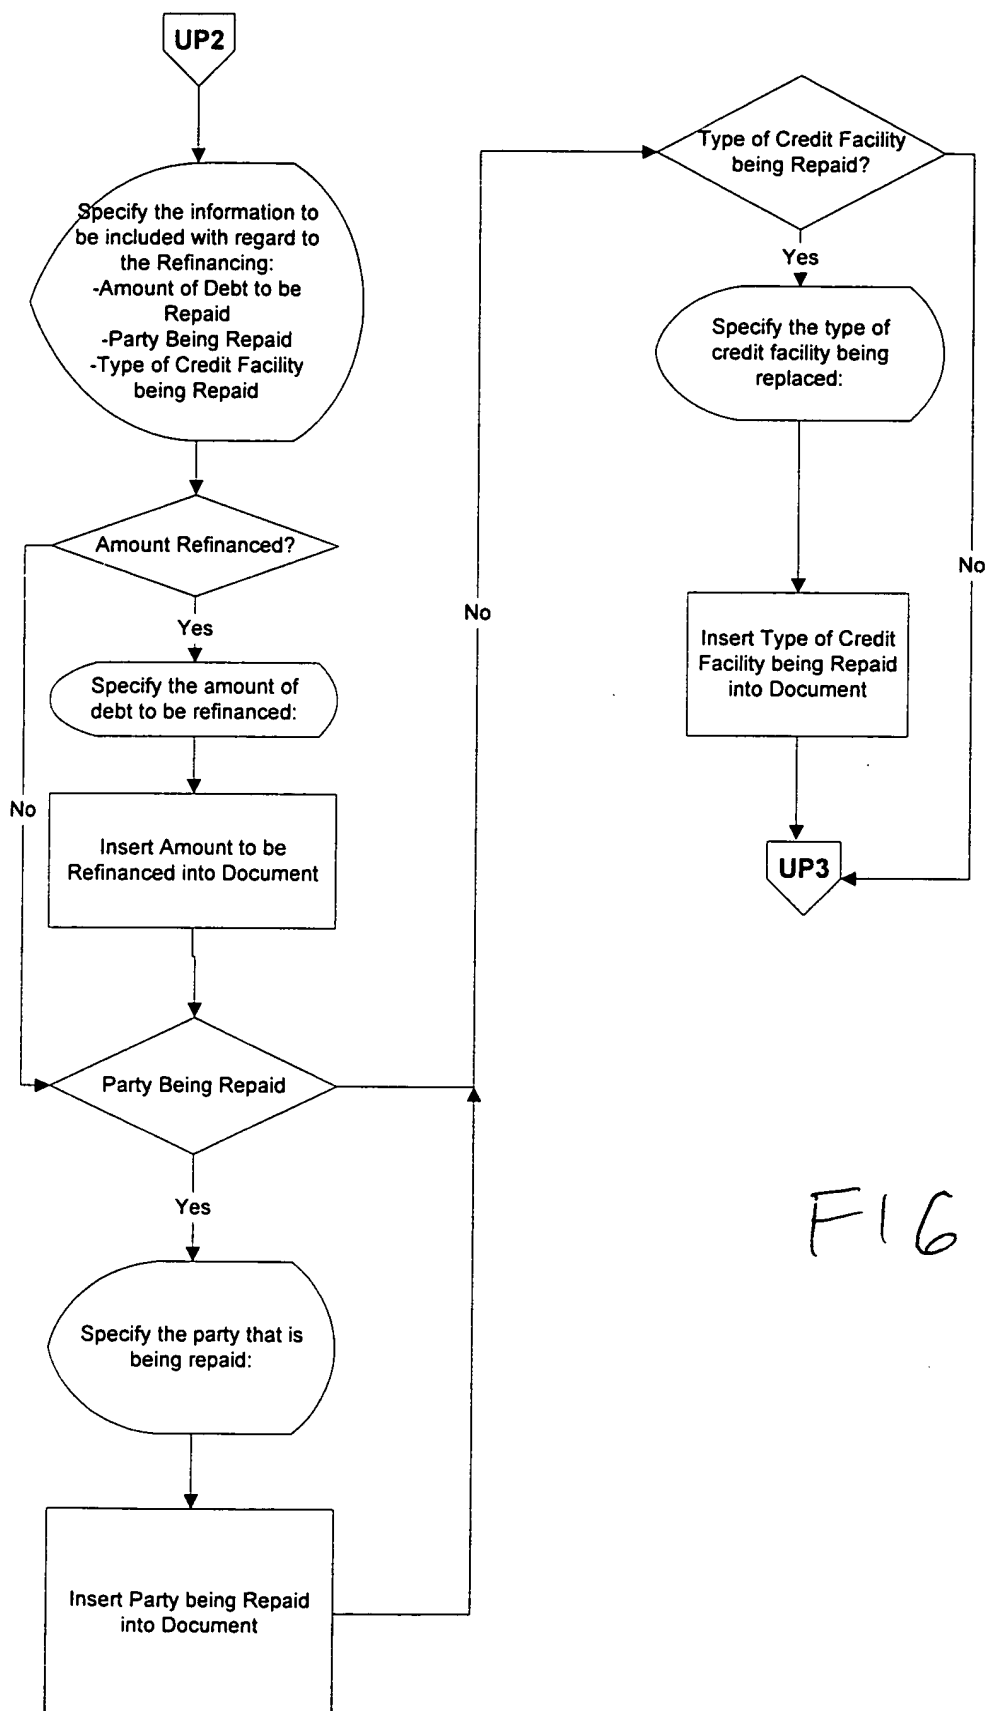 UP2
Specify the information to
be included with regard to
the Refinancing:
-Amount of Debt to be
Repaid
-Party Being Repaid
-Type of Credit Facility
being Repaid
Amount Refinanced?
Yes
Specify the amount of
debt to be refinanced:
No
Insert Amount to be
Refinanced into Document
Party Being Repaid
Yes
Specify the party that is
being repaid:
Insert Party being Repaid
into Document
No
Type of Credit Facility
being Repaid?
Yes
Specify the type of
credit facility being
replaced:
No
Insert Type of Credit
Facility being Repaid
into Document
UP3
FIG